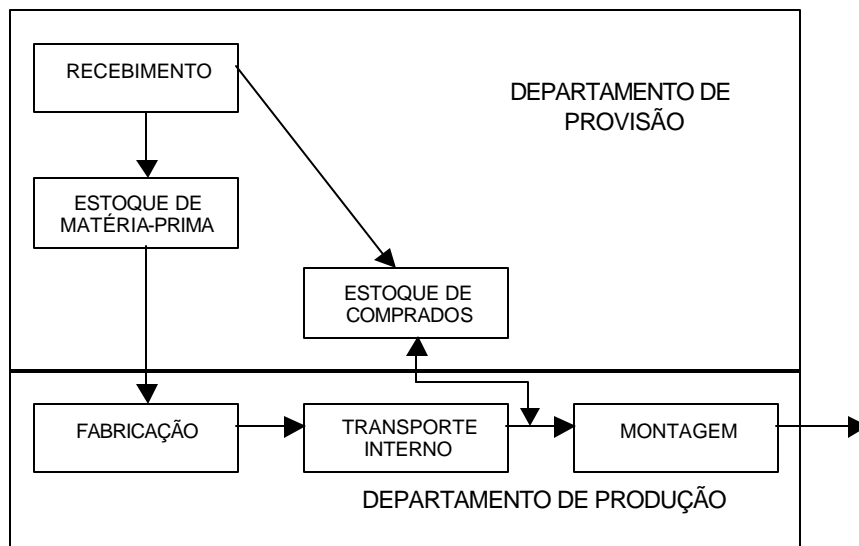 RECEBIMENTO
DEPARTAMENTO DE
PROVISÃO
ESTOQUE DE
MATÉRIA-PRIMA
ESTOQUE DE
COMPRADOS
FABRICAÇÃO
TRANSPORTE
INTERNO
MONTAGEM
DEPARTAMENTO DE PRODUÇÃO